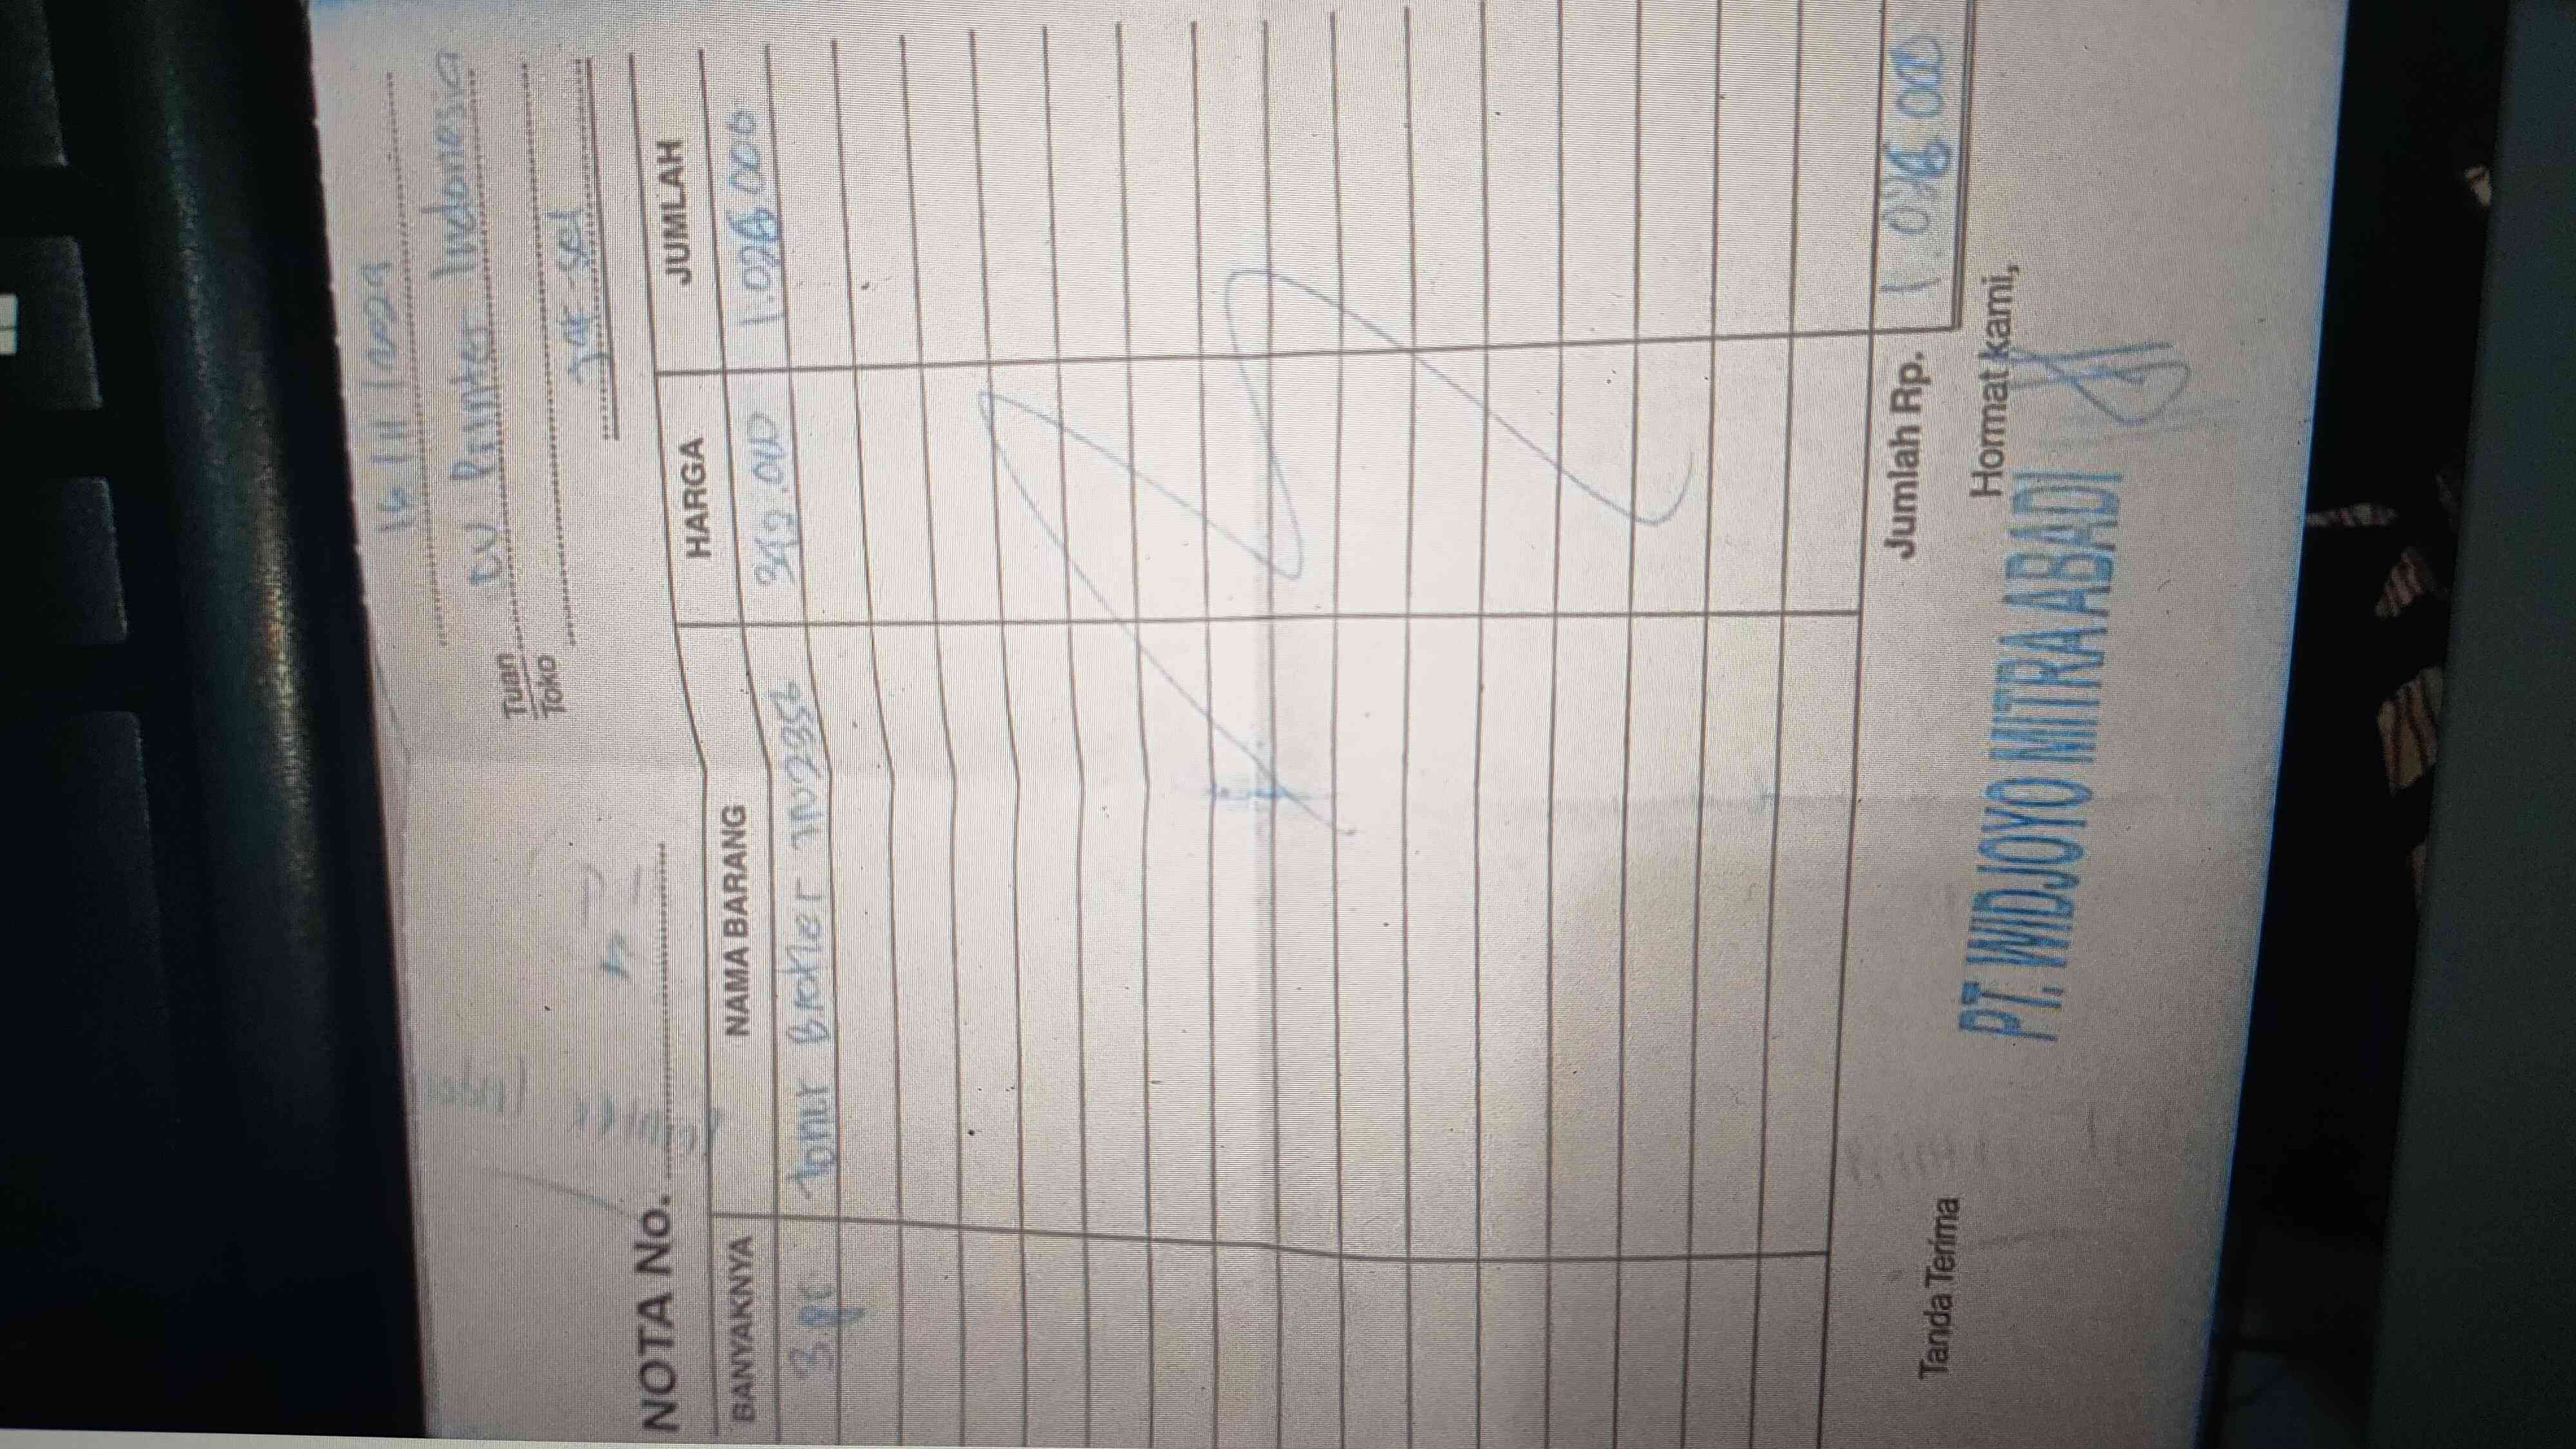 16 / 11 / 2029
Tuan CV Printer Indonesia
Toko
Jak sel
NOTA No.
BANYAKNYA NAMA BARANG HARGA JUMLAH
3 pc Toner Brother TN2356 342.000 1.026.000
Jumlah Rp. 1.026.000
Tanda Terima Hormat kami,
PT. WIDJOYO MITRA ABADI